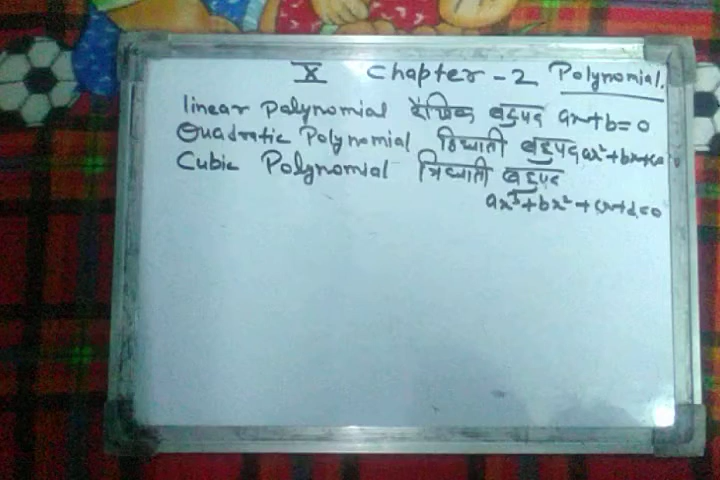 X Chapter - 2 Polynomial.
linear Polynomial रैखिक बहुपद ax+b=0
Quadratic Polynomial द्विघाती बहुपद ax²+bx+c=0
Cubic Polynomial त्रिघाती बहुपद
ax³+bx²+cx+d=0